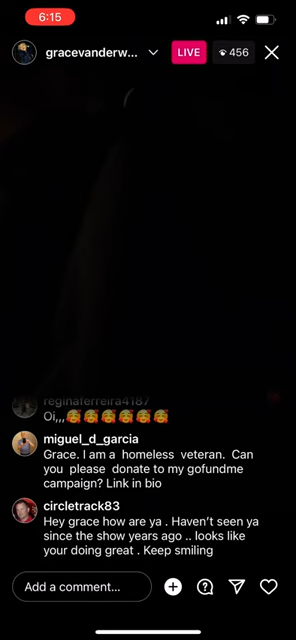 6:15
gracevanderw...
LIVE
456
reginaferreira4187
Oi,,,🥰🥰🥰🥰🥰🥰
miguel_d_garcia
Grace. I am a homeless veteran. Can
you please donate to my gofundme
campaign? Link in bio
circletrack83
Hey grace how are ya . Haven’t seen ya
since the show years ago .. looks like
your doing great . Keep smiling
Add a comment...